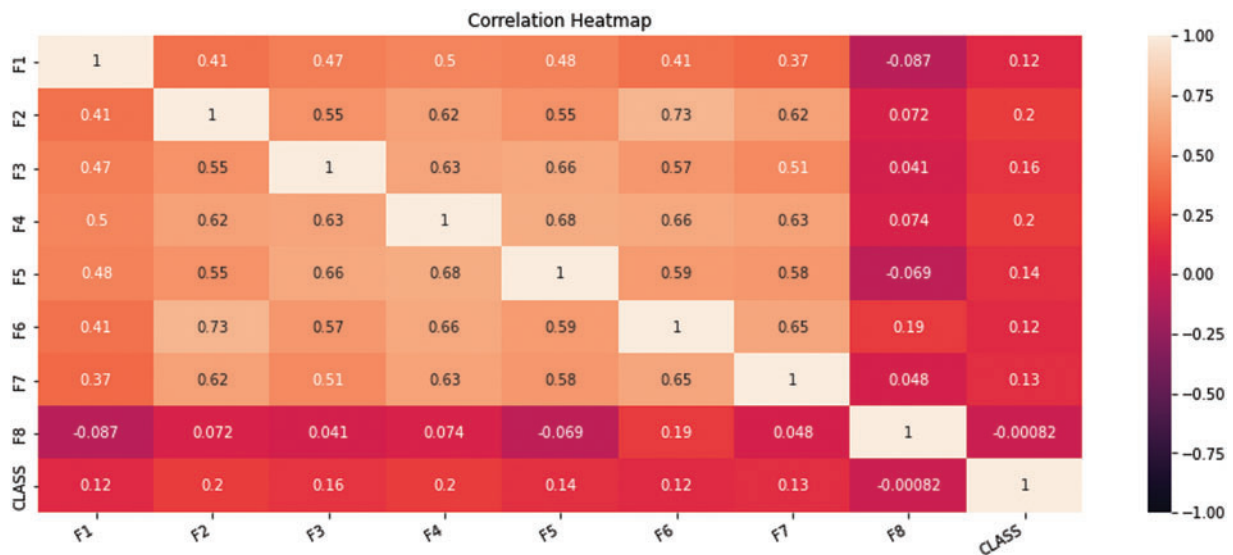 Correlation Heatmap
F1 1 0.41 0.47 0.5 0.48 0.41 0.37 -0.087 0.12
F2 0.41 1 0.55 0.62 0.55 0.73 0.62 0.072 0.2
F3 0.47 0.55 1 0.63 0.66 0.57 0.51 0.041 0.16
F4 0.5 0.62 0.63 1 0.68 0.66 0.63 0.074 0.2
F5 0.48 0.55 0.66 0.68 1 0.59 0.58 -0.069 0.14
F6 0.41 0.73 0.57 0.66 0.59 1 0.65 0.19 0.12
F7 0.37 0.62 0.51 0.63 0.58 0.65 1 0.048 0.13
F8 -0.087 0.072 0.041 0.074 -0.069 0.19 0.048 1 -0.00082
CLASS 0.12 0.2 0.16 0.2 0.14 0.12 0.13 -0.00082 1
F1 F2 F3 F4 F5 F6 F7 F8 CLASS
1.00
0.75
0.50
0.25
0.00
-0.25
-0.50
-0.75
-1.00